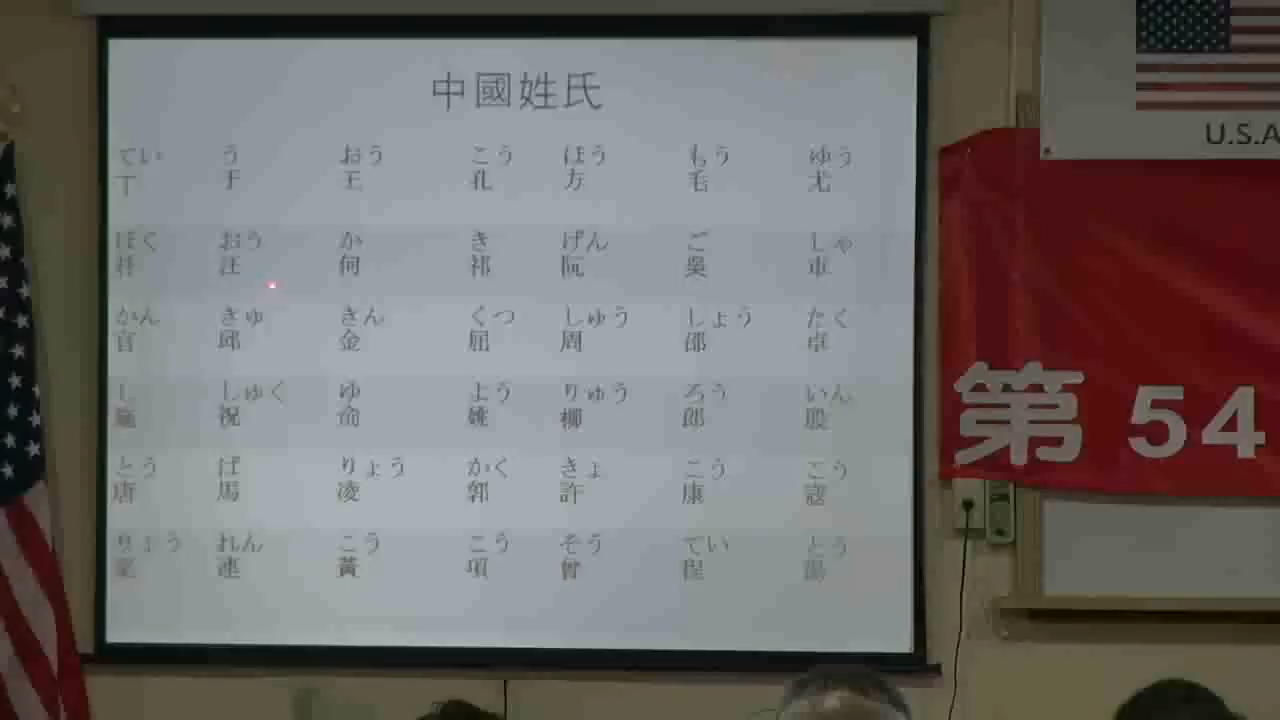 中國姓氏
てい う おう こう ほう もう ゆう
丁 于 王 孔 方 毛 尤
ぼく おう か き げん ご しゃ
汪 何 祁 阮 吳 車
かん きゅ きん くつ しゅう しょう たく
官 邱 金 屈 周 邵 卓
し しゅく ゆ よう りゅう ろう いん
施 祝 俞 姚 柳 郎 殷
とう ば りょう かく きょ こう こう
唐 馬 凌 郭 許 康 寇
りょう れん こう こう そう てい とう
梁 連 黃 項 曾 程 湯
U.S.A
第 54